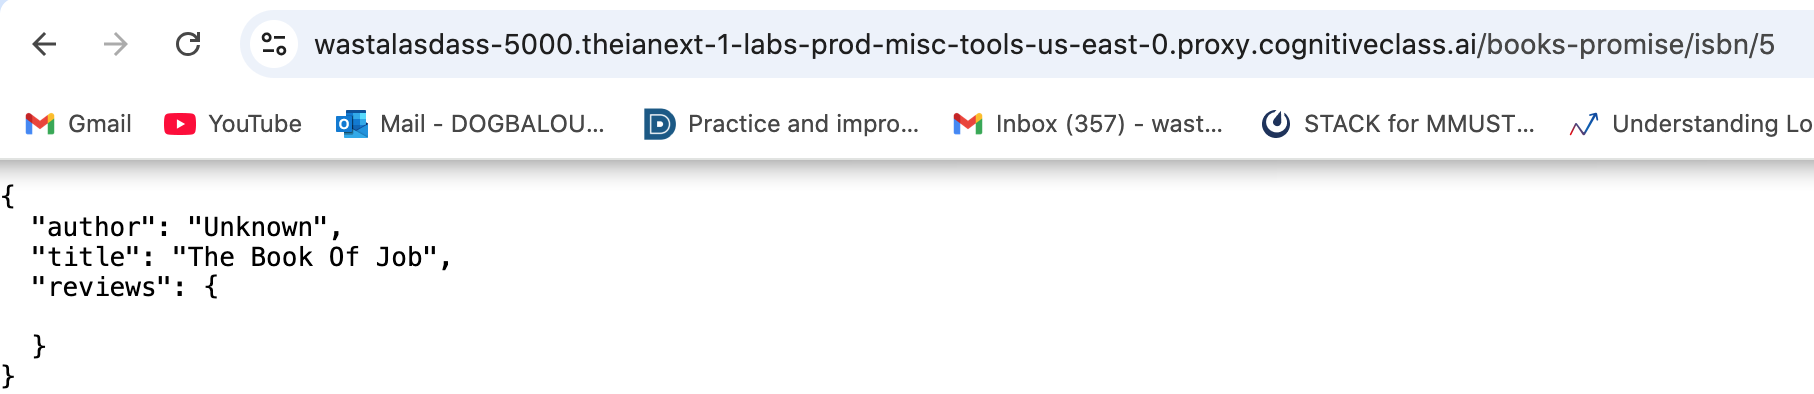 wastalasdass-5000.theianext-1-labs-prod-misc-tools-us-east-0.proxy.cognitiveclass.ai/books-promise/isbn/5
Gmail YouTube Mail - DOGBALOU... Practice and impro... Inbox (357) - wast... STACK for MMUST... Understanding Lo
{
  "author": "Unknown",
  "title": "The Book Of Job",
  "reviews": {
  }
}